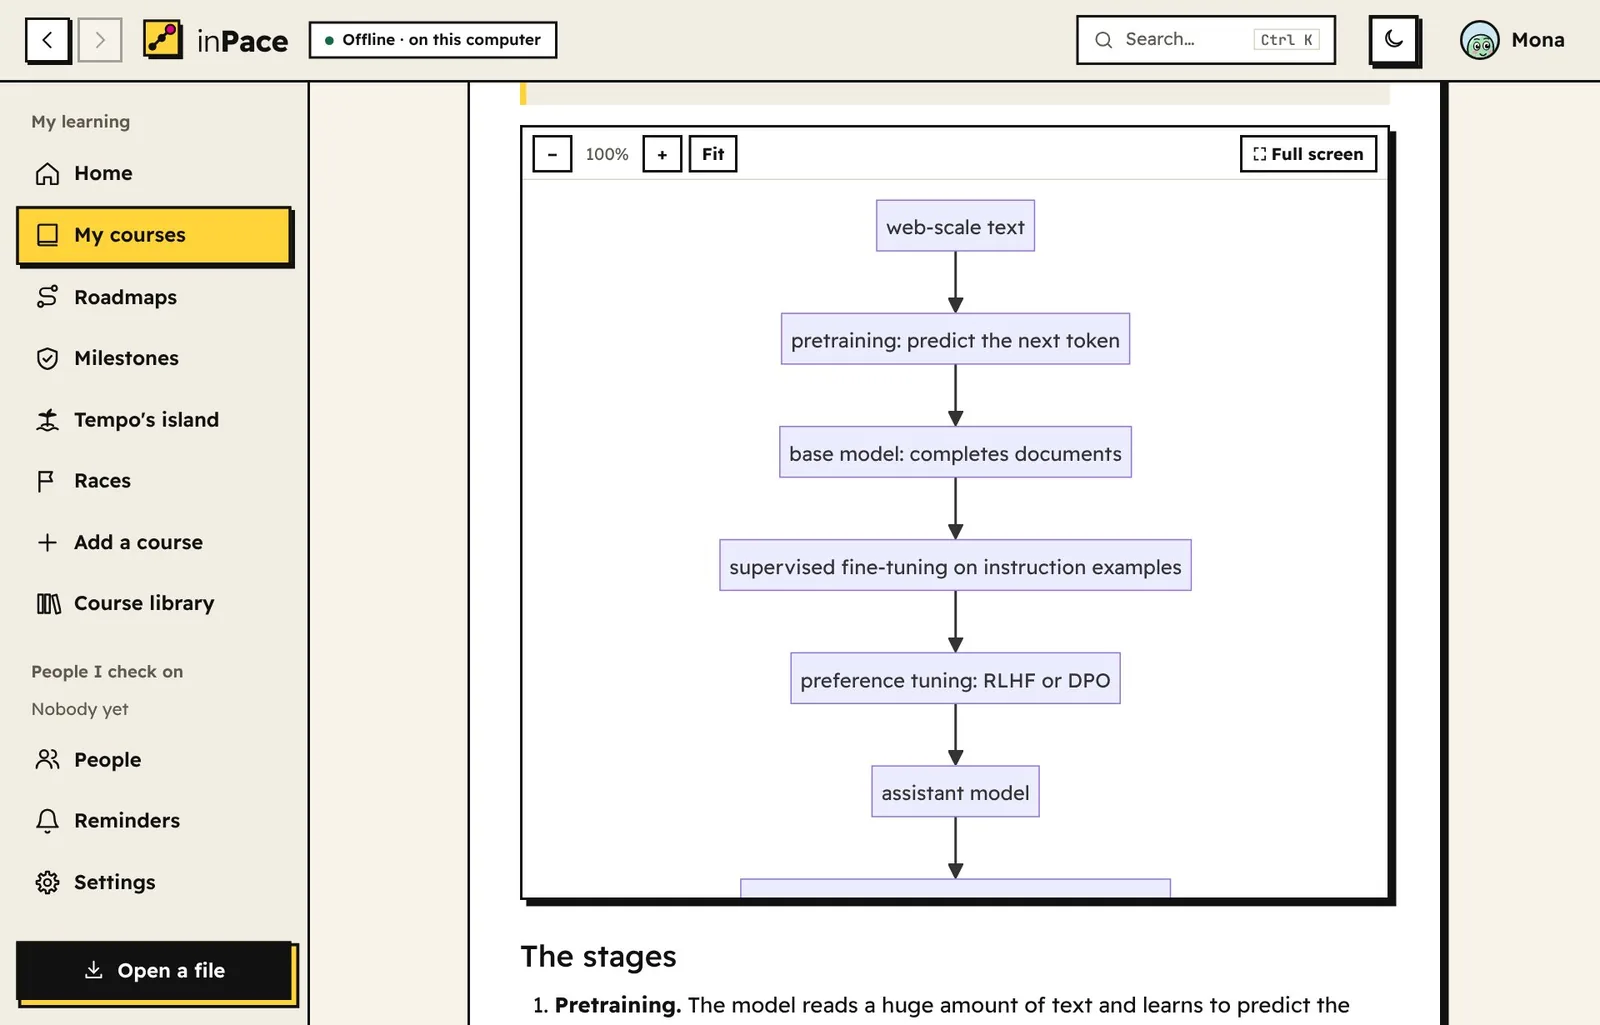 inPace
Offline · on this computer
Search...
Ctrl K
Mona
My learning
Home
My courses
Roadmaps
Milestones
Tempo's island
Races
Add a course
Course library
People I check on
Nobody yet
People
Reminders
Settings
Open a file
−
100%
+
Fit
Full screen
web-scale text
pretraining: predict the next token
base model: completes documents
supervised fine-tuning on instruction examples
preference tuning: RLHF or DPO
assistant model
The stages
1. Pretraining. The model reads a huge amount of text and learns to predict the